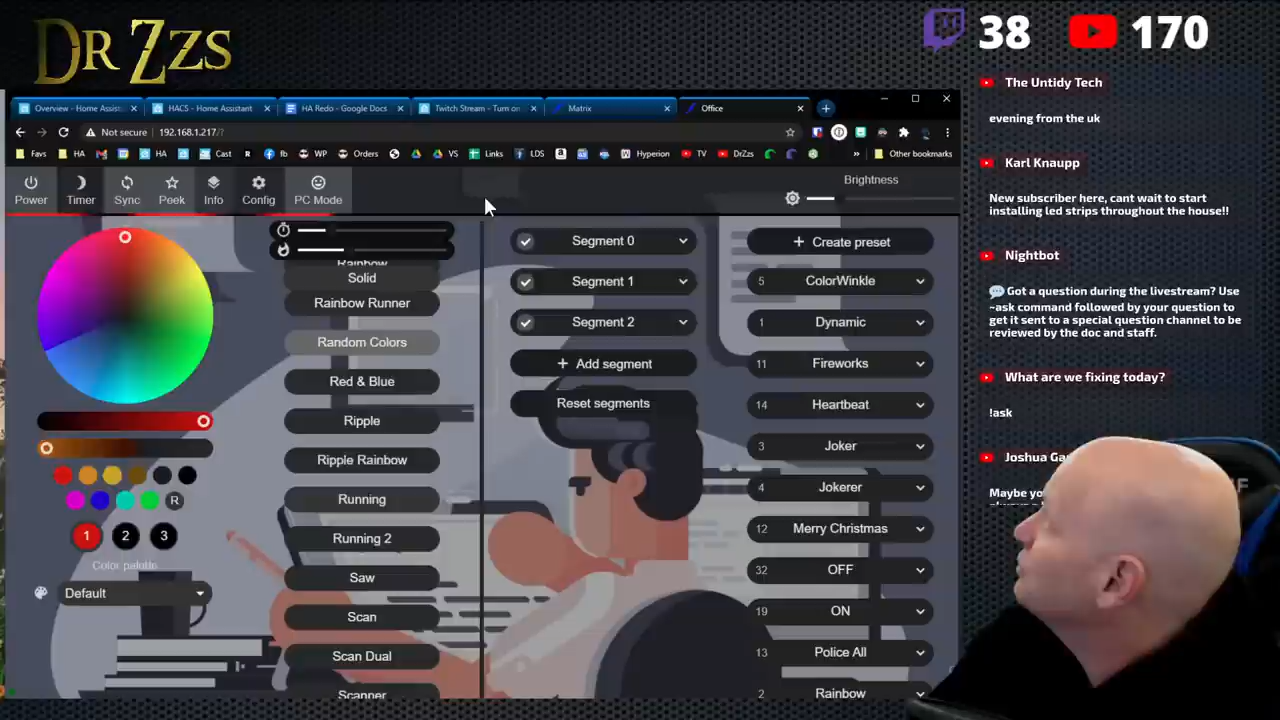 DR ZZS
38
170
Overview - Home Assist
HACS - Home Assistant
HA Redo - Google Docs
Twitch Stream - Turn on
Matrix
Office
Not secure
192.168.1.217/?
Favs
HA
HA
Cast
fb
WP
Orders
VS
Links
LDS
Hyperion
TV
DrZzs
Other bookmarks
Power
Timer
Sync
Peek
Info
Config
PC Mode
Brightness
R
1
2
3
Color palette
Default
Rainbow
Solid
Rainbow Runner
Random Colors
Red & Blue
Ripple
Ripple Rainbow
Running
Running 2
Saw
Scan
Scan Dual
Scanner
Segment 0
Segment 1
Segment 2
+ Add segment
Reset segments
+ Create preset
5 ColorWinkle
1 Dynamic
11 Fireworks
14 Heartbeat
3 Joker
4 Jokerer
12 Merry Christmas
32 OFF
19 ON
13 Police All
2 Rainbow
The Untidy Tech
evening from the uk
Karl Knaupp
New subscriber here, cant wait to start
installing led strips throughout the house!!
Nightbot
Got a question during the livestream? Use
~ask command followed by your question to
get it sent to a special question channel to
be reviewed by the doc and staff.
What are we fixing today?
!ask
Joshua
Maybe